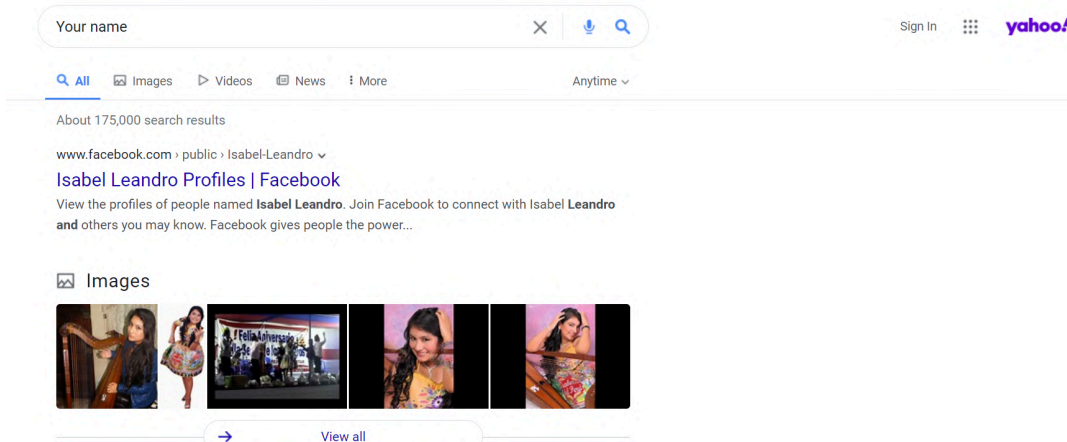 Your name
Sign In
yahoo!
All
Images
Videos
News
More
Anytime
About 175,000 search results
www.facebook.com › public › Isabel-Leandro
Isabel Leandro Profiles | Facebook
View the profiles of people named Isabel Leandro. Join Facebook to connect with Isabel Leandro
and others you may know. Facebook gives people the power...
Images
Feliz Aniversario
View all